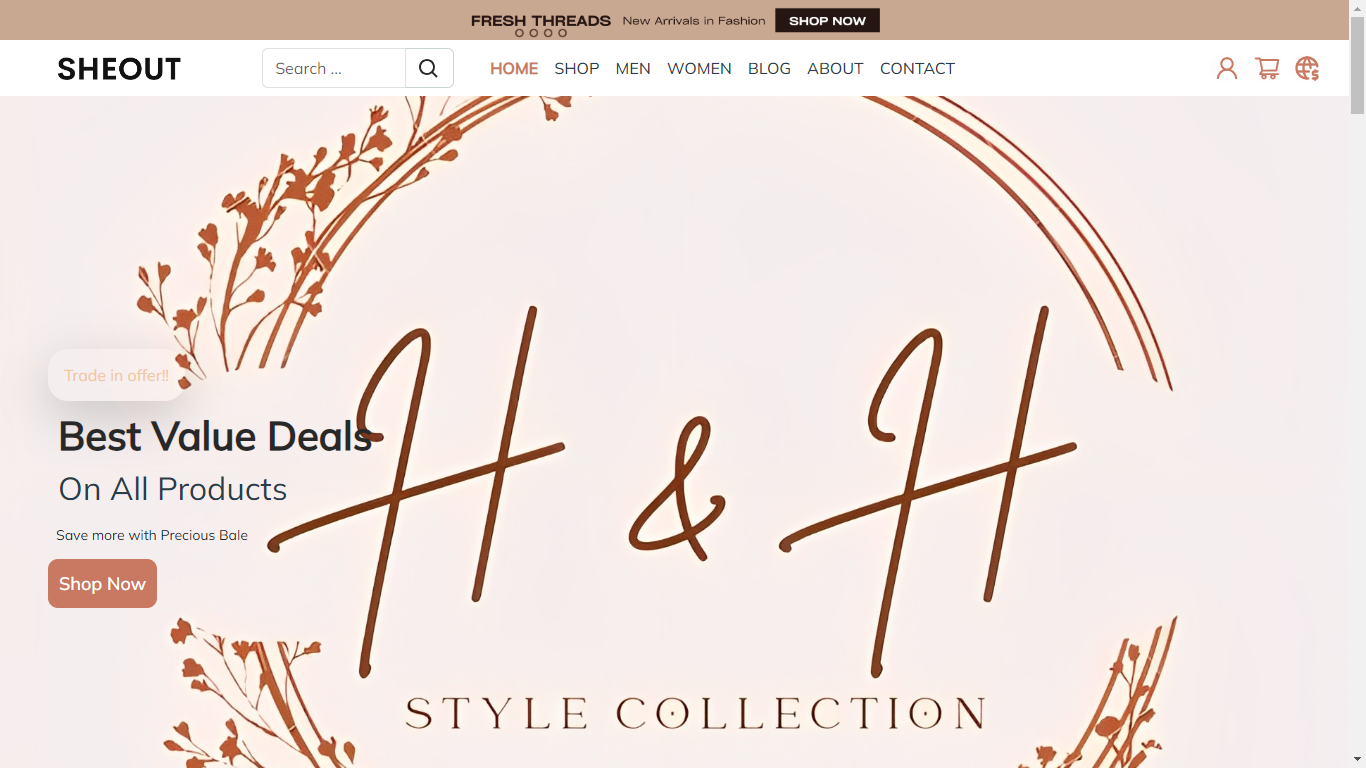 FRESH THREADS New Arrivals in Fashion SHOP NOW
SHEOUT Search ... HOME SHOP MEN WOMEN BLOG ABOUT CONTACT
Trade in offer!!
Best Value Deals
On All Products
Save more with Precious Bale
Shop Now
H & H
STYLE COLLECTION